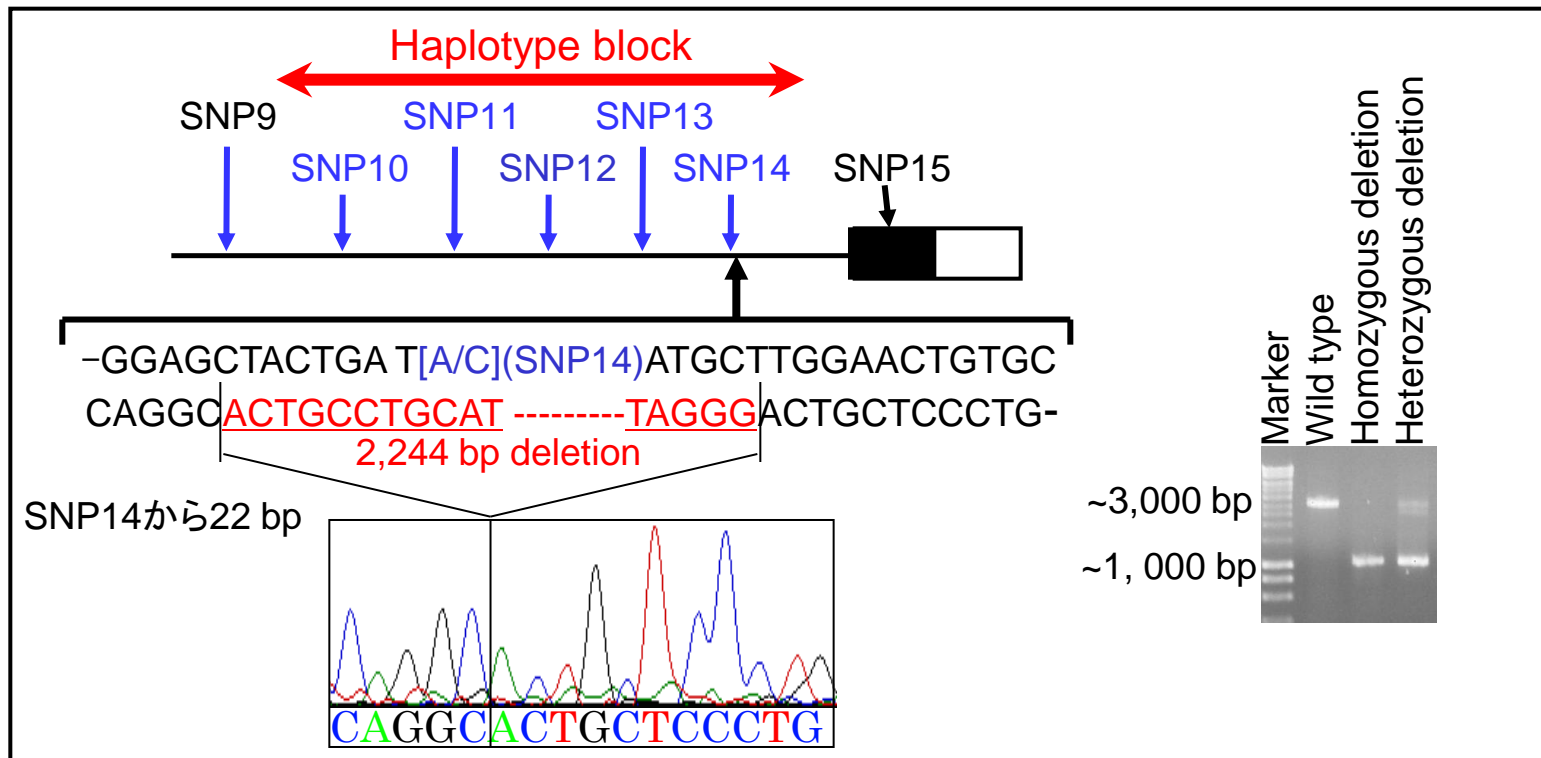 Haplotype block
SNP9
SNP11
SNP13
SNP10
SNP12
SNP14
SNP15
–GGAGCTACTGA T[A/C](SNP14)ATGCTTGGAACTGTGC
CAGGCACTGCCTGCAT ---------TAGGGACTGCTCCCTG-
2,244 bp deletion
SNP14から22 bp
CAGGCACTGCTCCCTG
Marker
Wild type
Homozygous deletion
Heterozygous deletion
~3,000 bp
~1, 000 bp